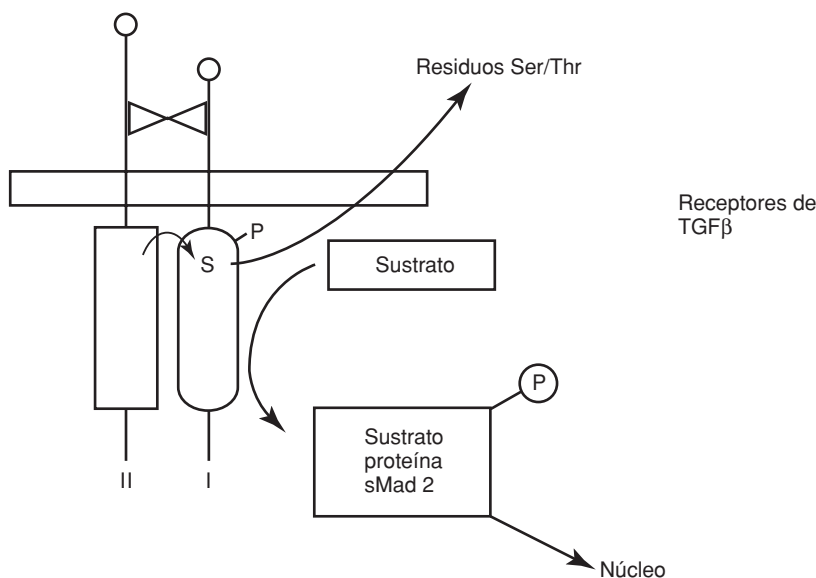 Residuos Ser/Thr
Receptores de
TGFβ
P
S
Sustrato
P
Sustrato
proteína
sMad 2
II
I
Núcleo